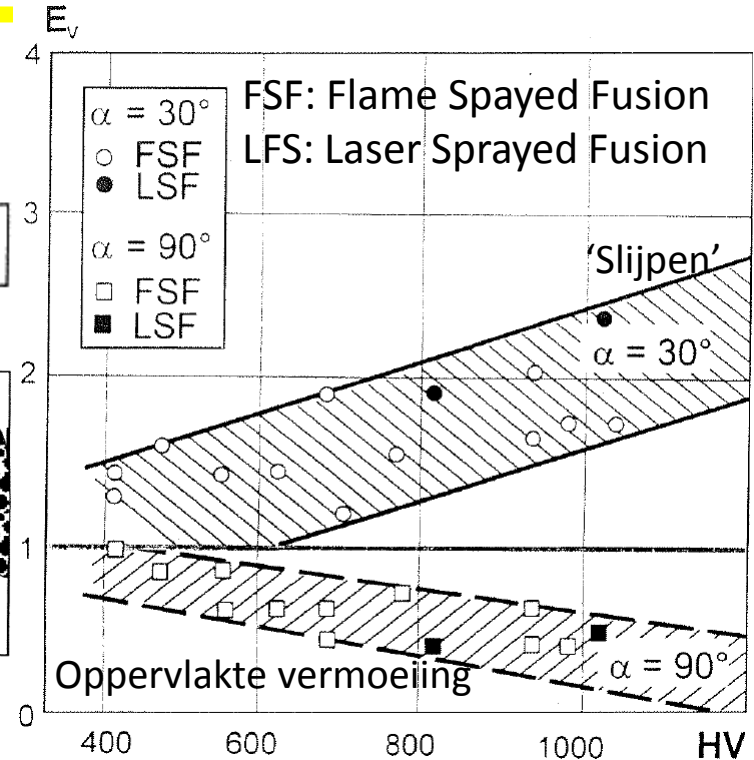 E_v
4
3
2
1
0
α = 30°
○ FSF
● LSF
α = 90°
□ FSF
■ LSF
FSF: Flame Spayed Fusion
LFS: Laser Sprayed Fusion
‘Slijpen’
α = 30°
α = 90°
Oppervlakte vermoeiing
400 600 800 1000 HV